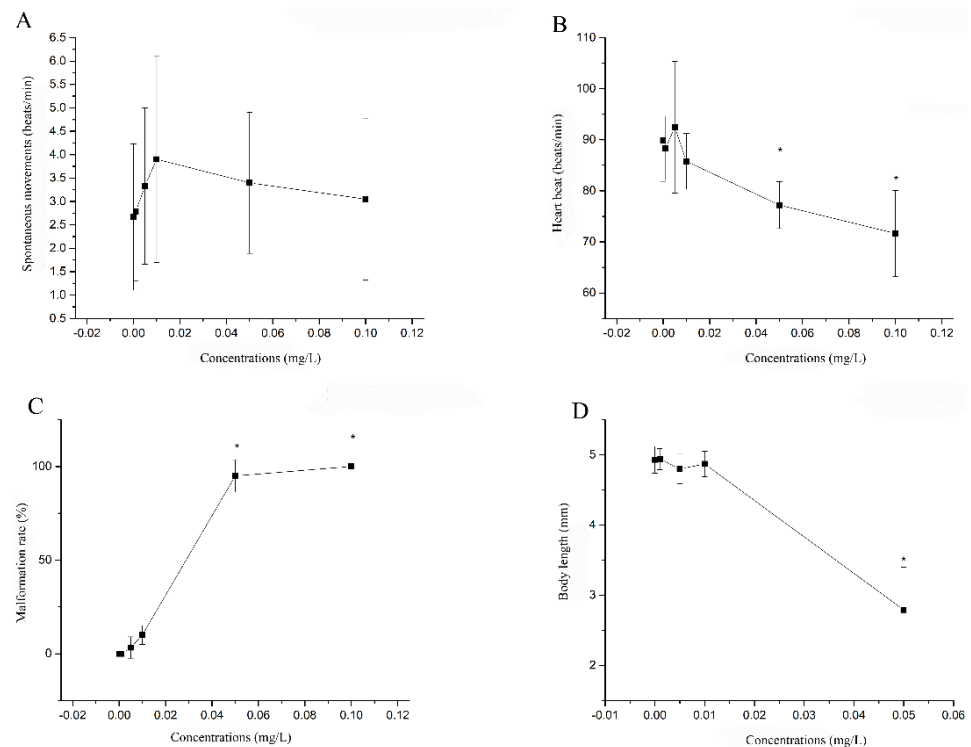 A
6.5
6.0
5.5
5.0
4.5
4.0
3.5
3.0
2.5
2.0
1.5
1.0
0.5
Spontaneous movements (beats/min)
-0.02 0.00 0.02 0.04 0.06 0.08 0.10 0.12
Concentrations (mg/L)
B
110
100
90
80
70
60
Heart beat (beats/min)
* *
-0.02 0.00 0.02 0.04 0.06 0.08 0.10 0.12
Concentrations (mg/L)
C
100
50
0
Malformation rate (%)
* *
-0.02 0.00 0.02 0.04 0.06 0.08 0.10 0.12
Concentrations (mg/L)
D
5
4
3
2
Body length (mm)
*
-0.01 0.00 0.01 0.02 0.03 0.04 0.05 0.06
Concentrations (mg/L)